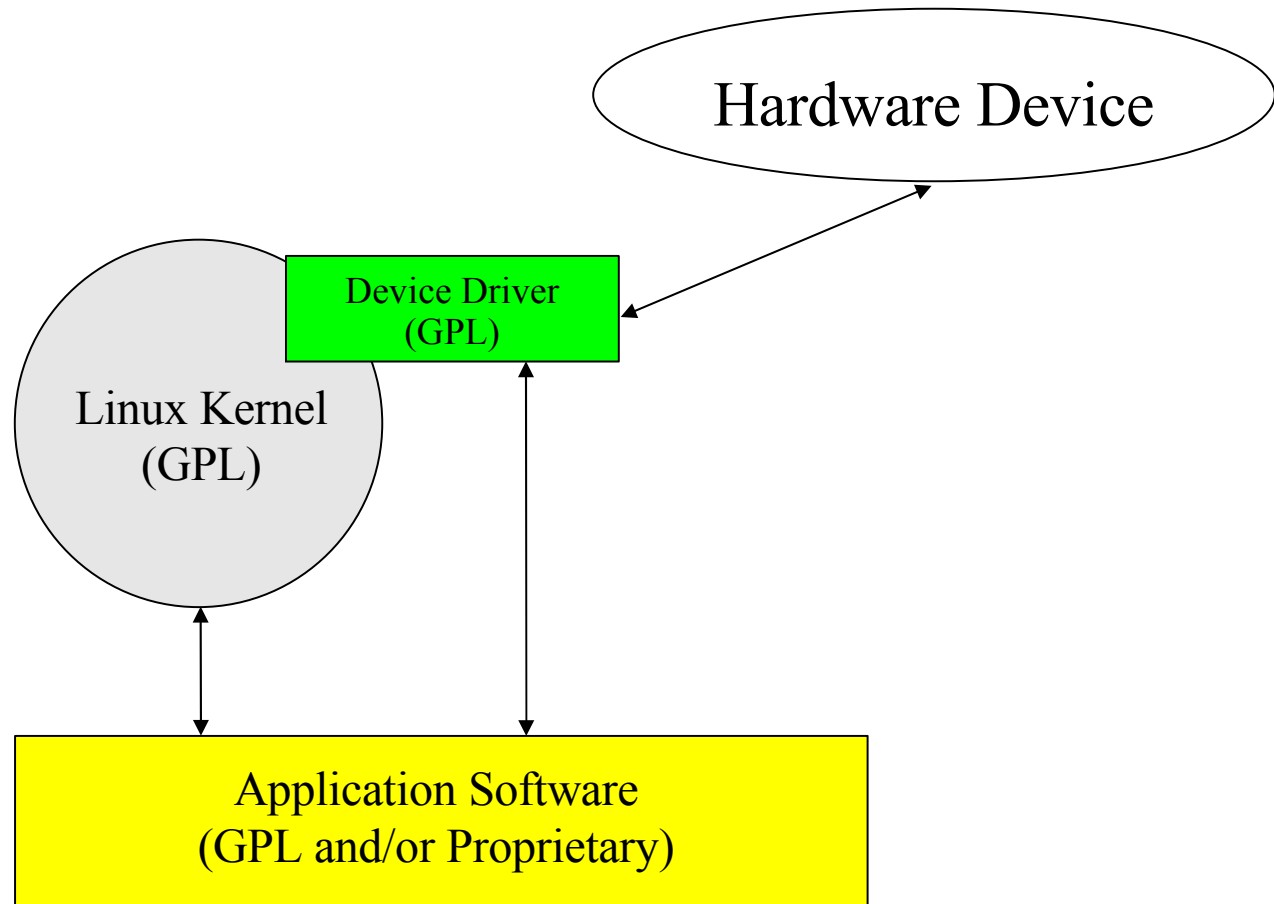 Hardware Device
Device Driver
(GPL)
Linux Kernel
(GPL)
Application Software
(GPL and/or Proprietary)